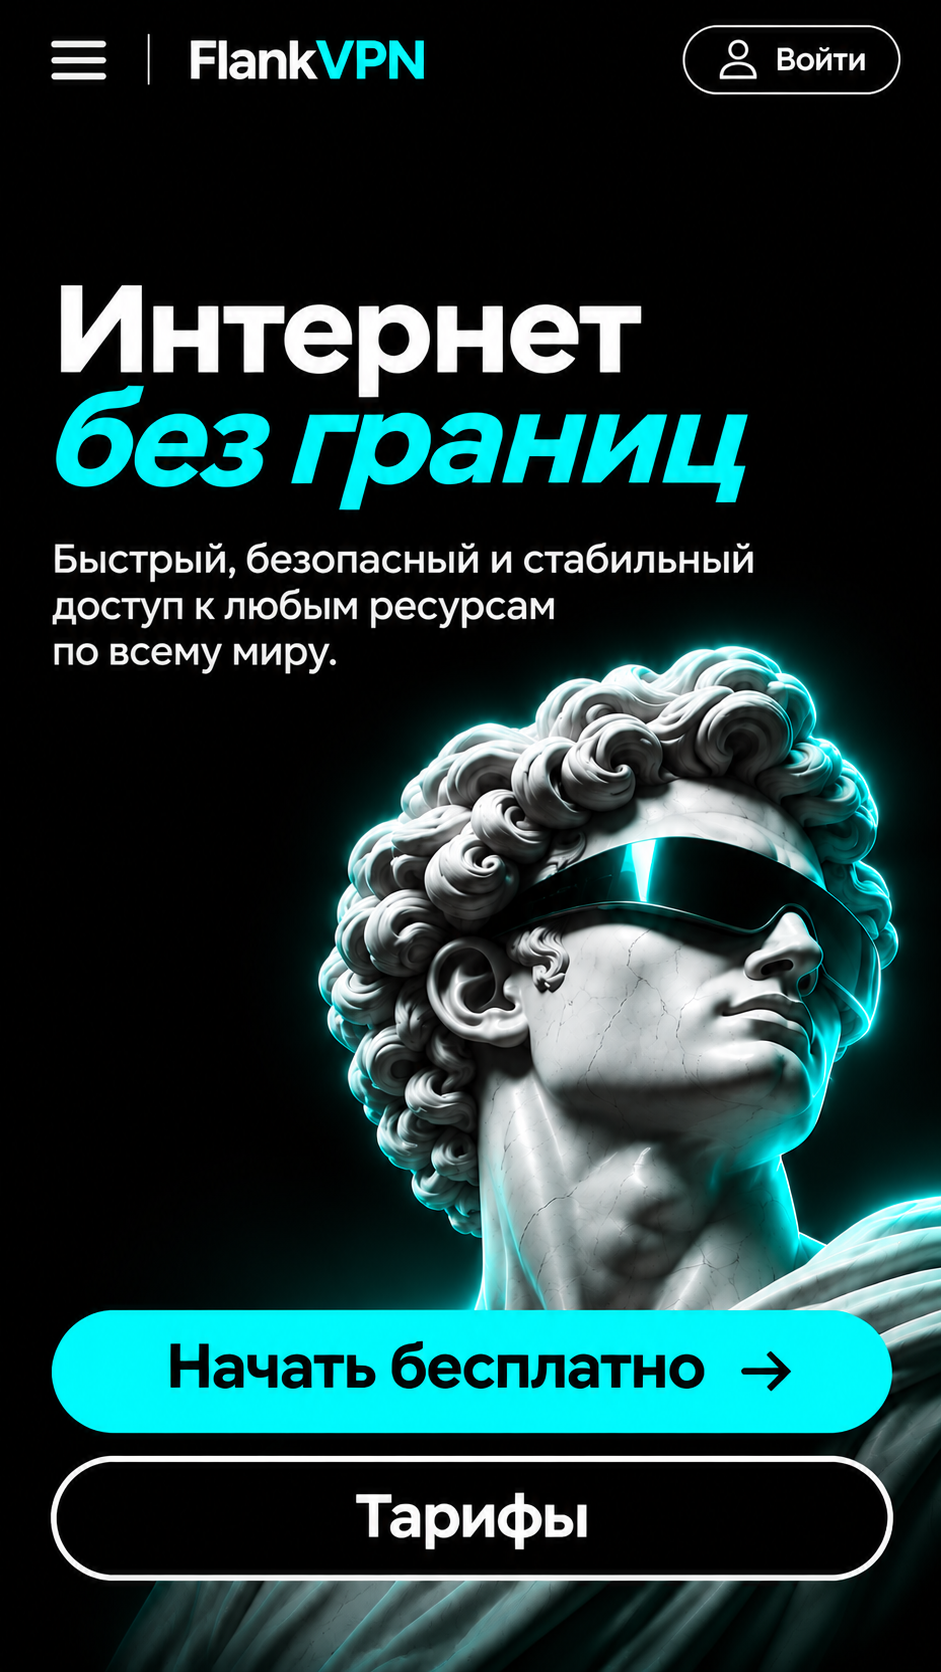 FlankVPN
Войти
Интернет
без границ
Быстрый, безопасный и стабильный
доступ к любым ресурсам
по всему миру.
Начать бесплатно →
Тарифы